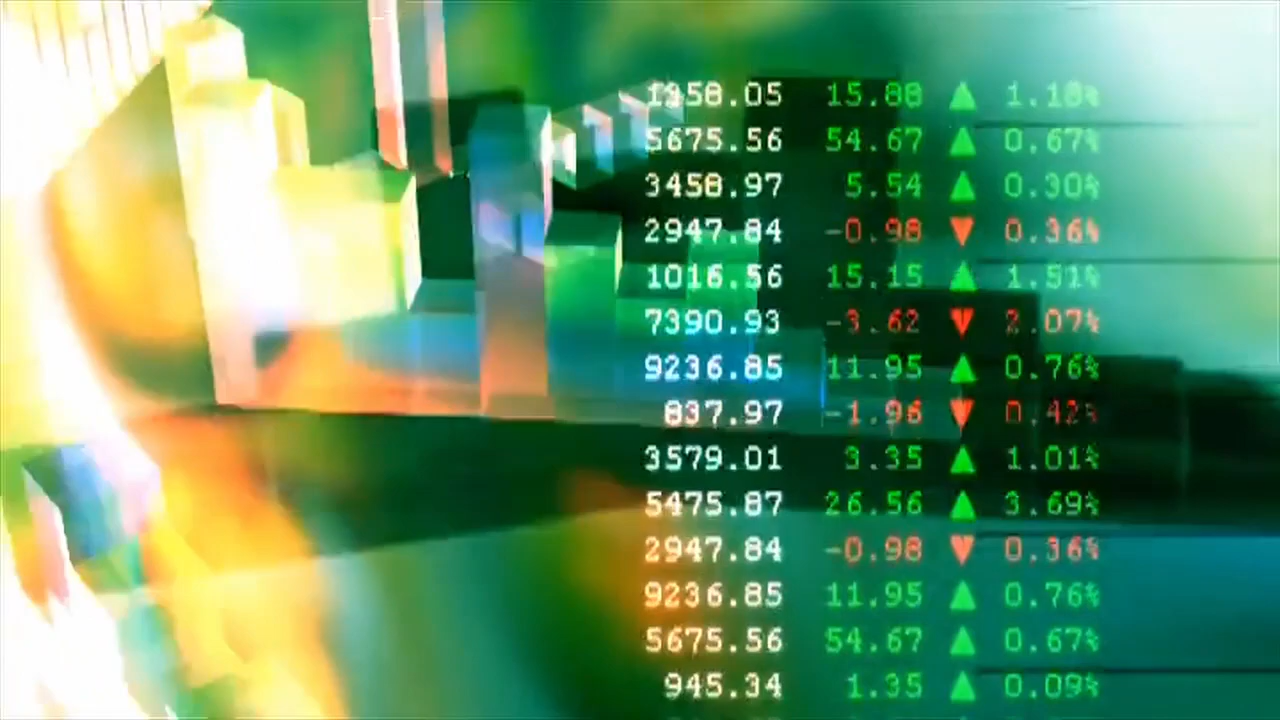 1358.05 15.88 ▲ 1.18%
5675.56 54.67 ▲ 0.67%
3458.97 5.54 ▲ 0.30%
2947.84 -0.98 ▼ 0.36%
1016.56 15.15 ▲ 1.51%
7390.93 -3.62 ▼ 2.07%
9236.85 11.95 ▲ 0.76%
837.97 -1.96 ▼ 0.42%
3579.01 3.35 ▲ 1.01%
5475.87 26.56 ▲ 3.69%
2947.84 -0.98 ▼ 0.36%
9236.85 11.95 ▲ 0.76%
5675.56 54.67 ▲ 0.67%
945.34 1.35 ▲ 0.09%